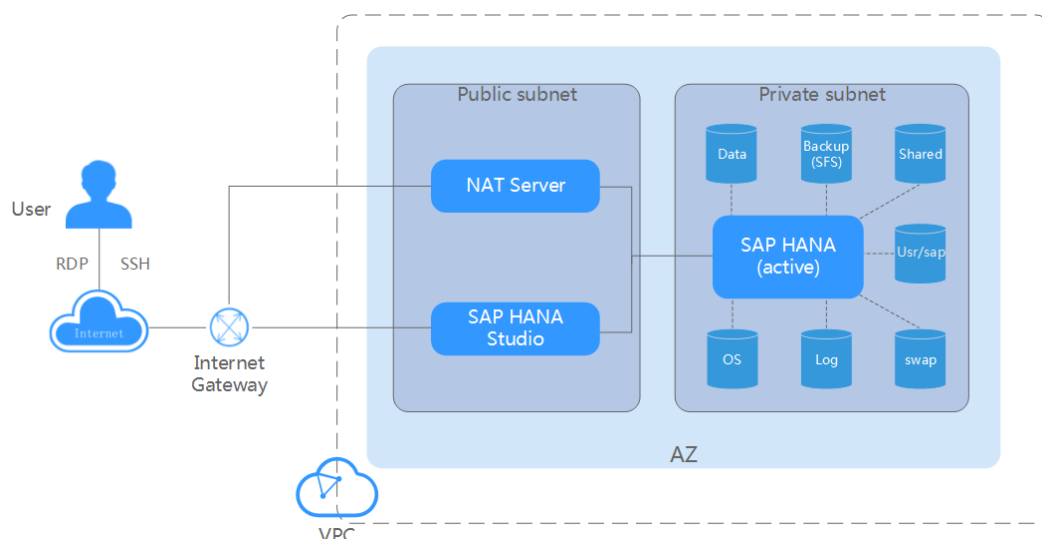 Public subnet
Private subnet
Data
Backup
(SFS)
Shared
NAT Server
User
SAP HANA
(active)
Usr/sap
RDP
SSH
Internet
SAP HANA
Studio
Internet
Gateway
OS
Log
swap
AZ
VPC